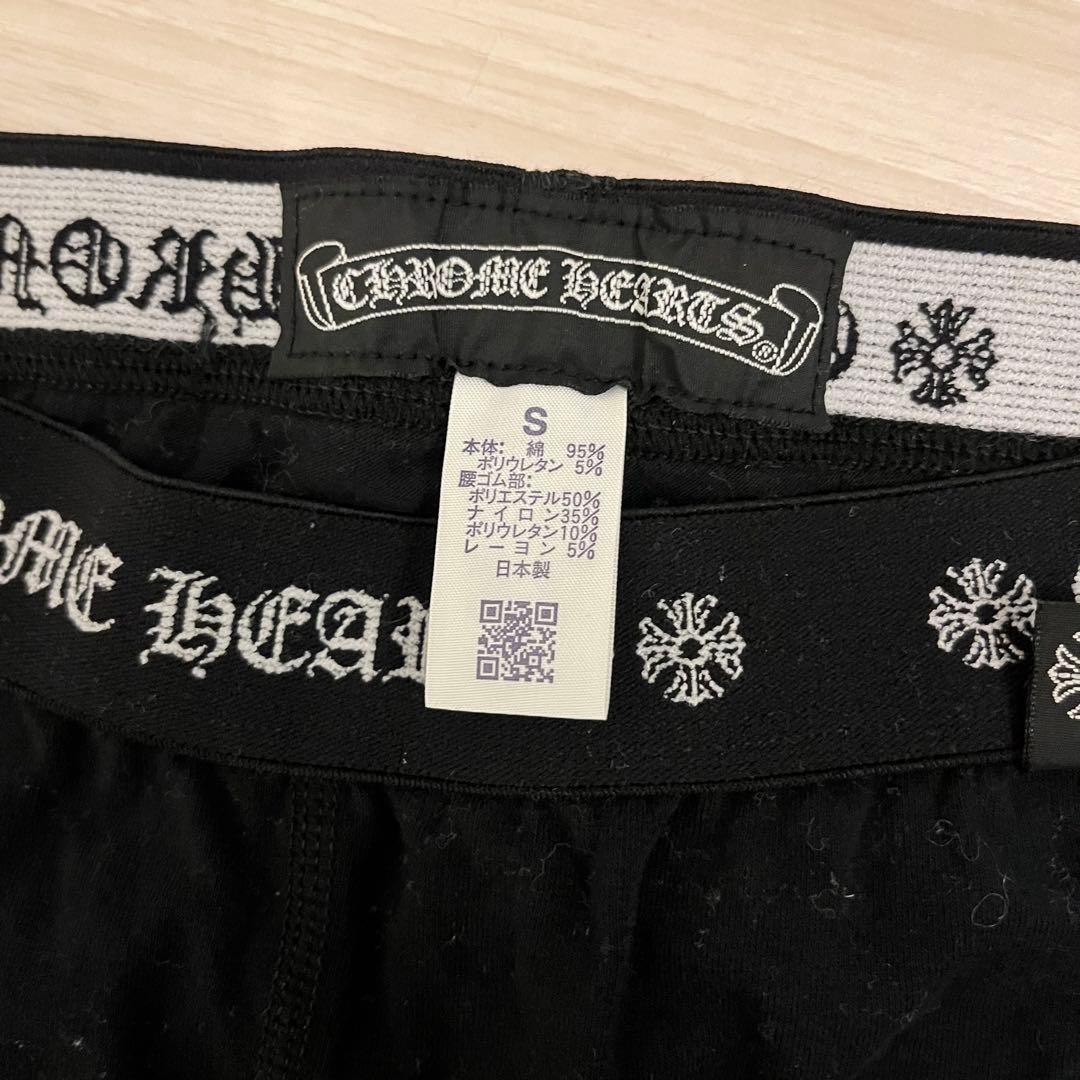 CHROME HEARTS®
S
本体: 綿 95%
ポリウレタン 5%
腰ゴム部:
ポリエステル50%
ナイロン35%
ポリウレタン10%
レーヨン 5%
日本製
OME HEAR